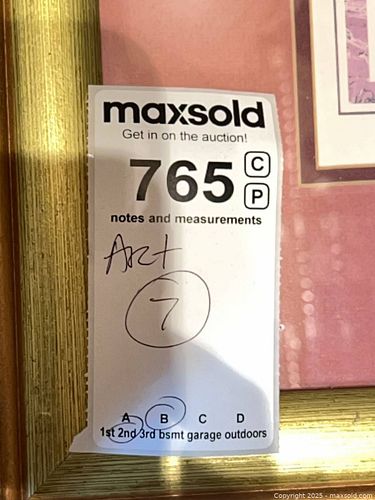 maxsold
Get in on the auction!
765 C
P
notes and measurements
Art
7
A B C D
1st 2nd 3rd bsmt garage outdoors
Copyright 2025 - maxsold.com